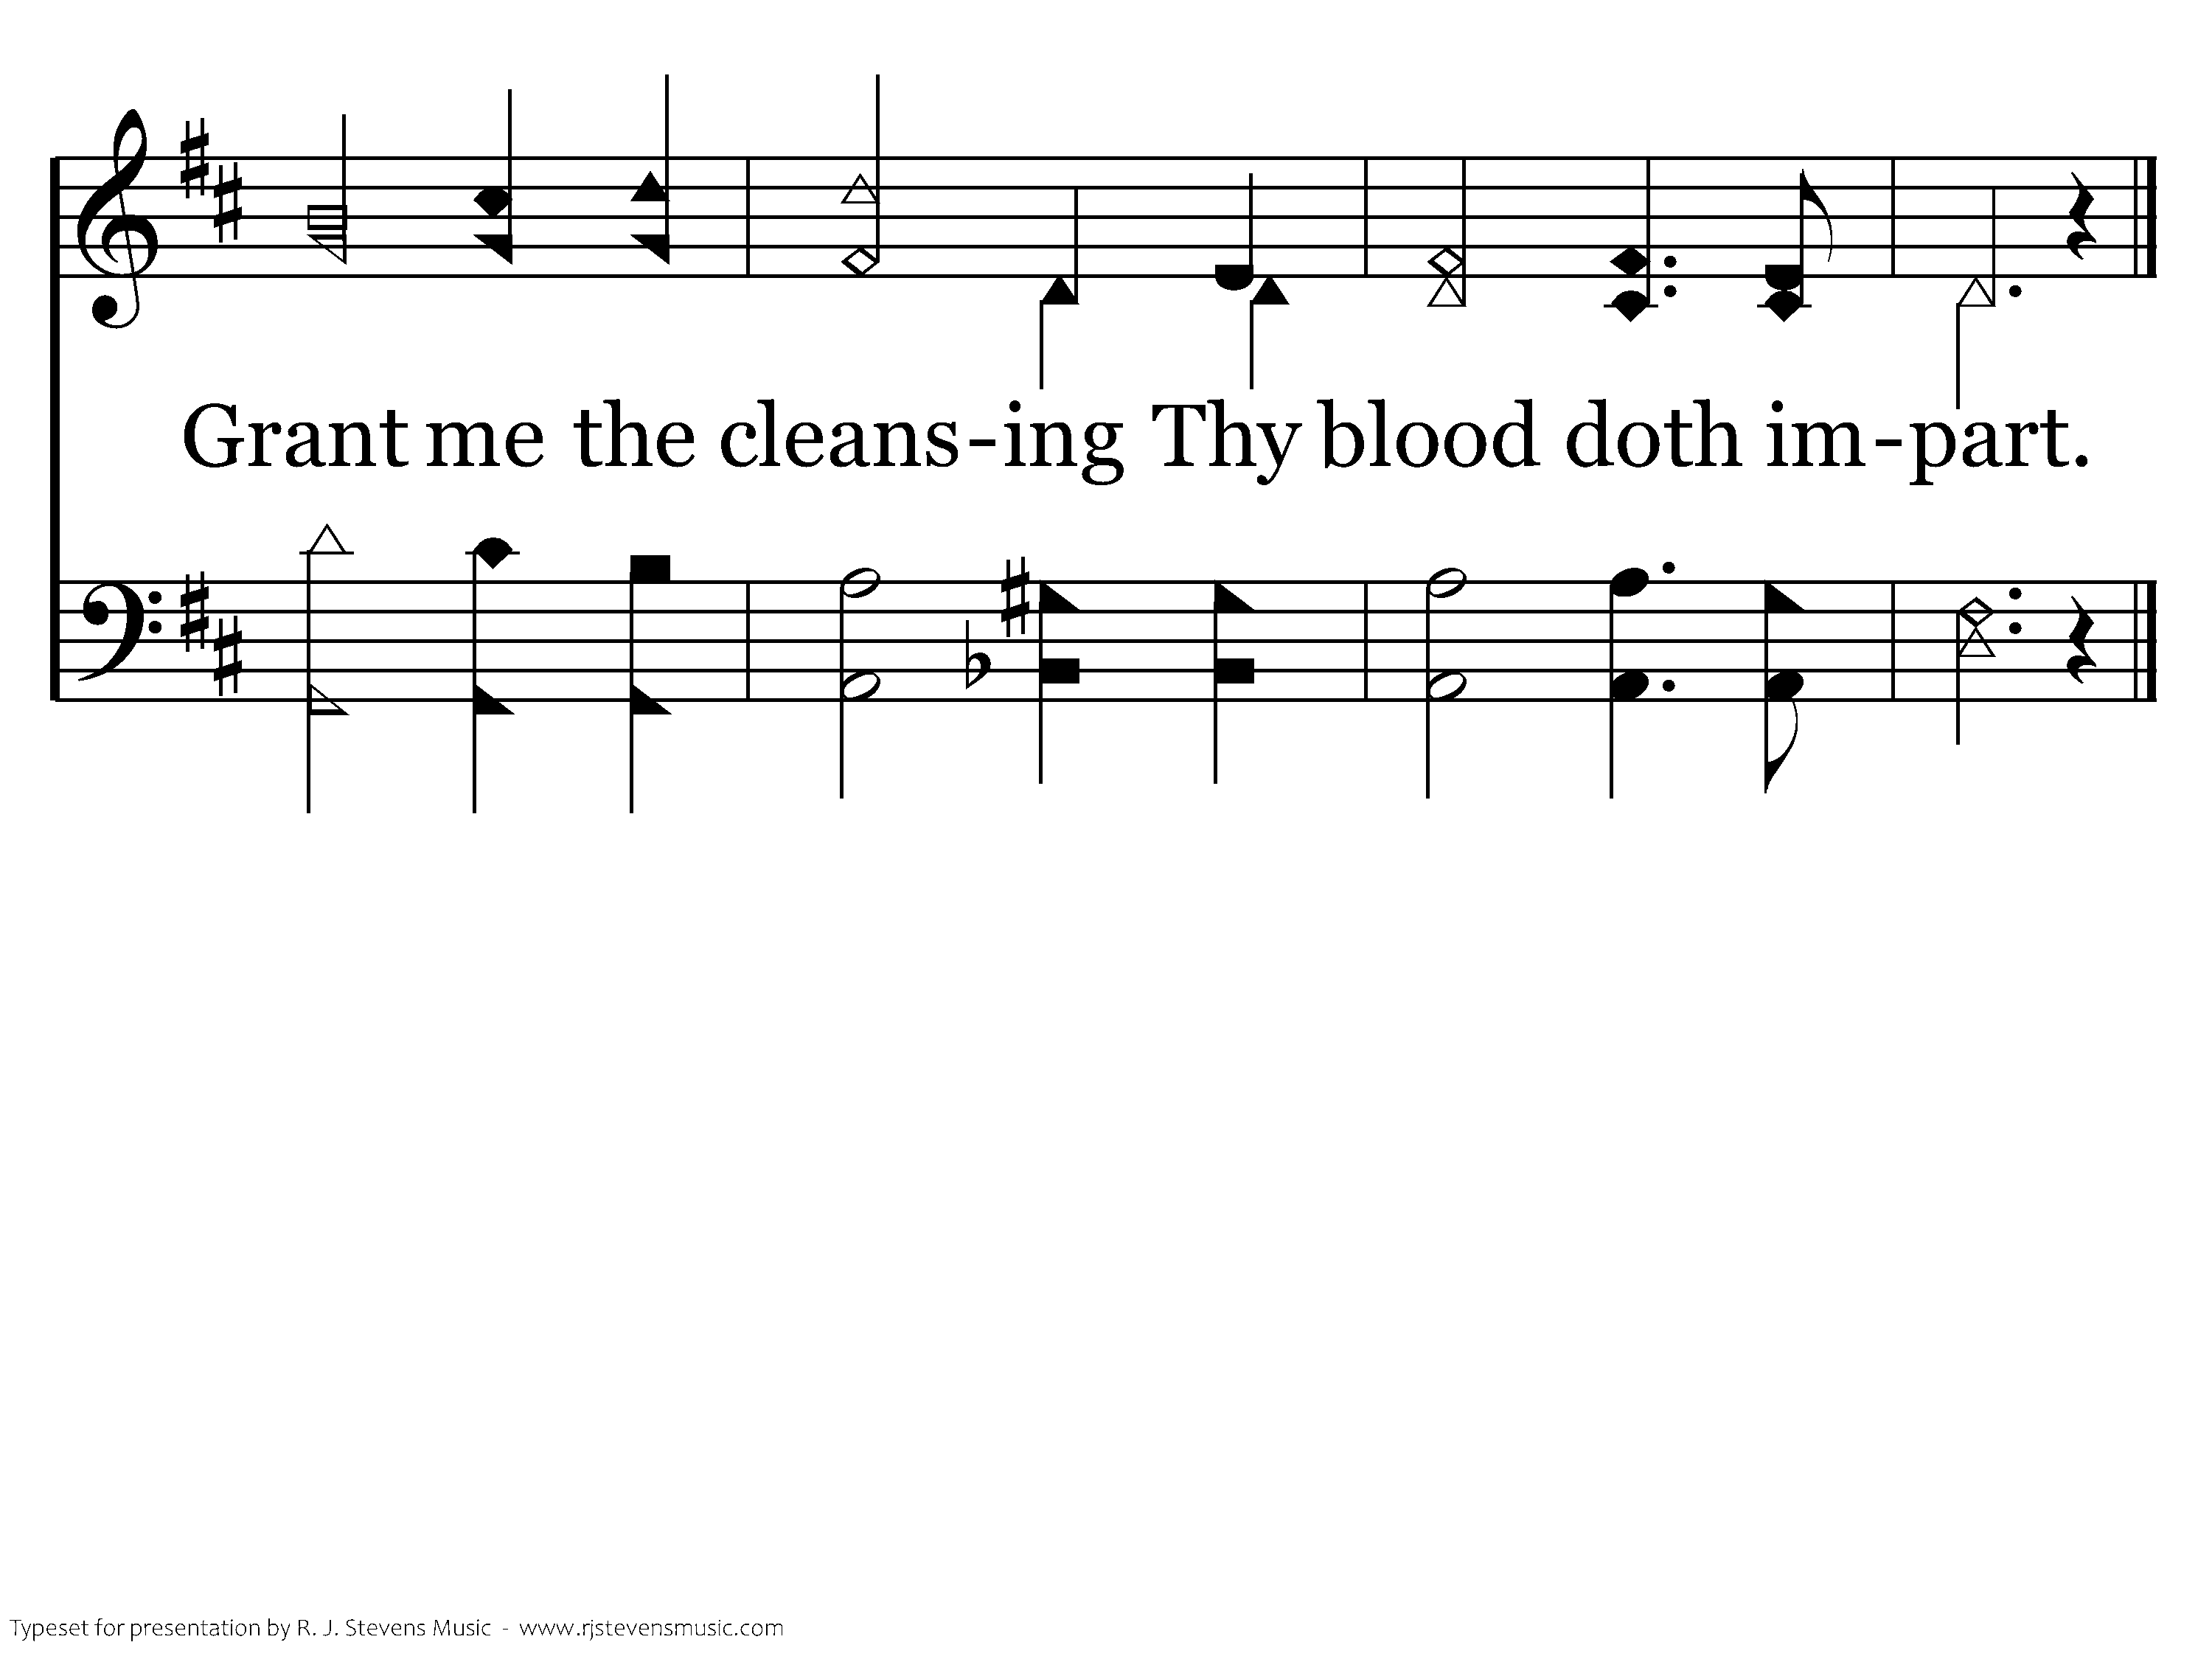 Grant me the cleans-ing Thy blood doth im-part.
Typeset for presentation by R. J. Stevens Music - www.rjstevensmusic.com